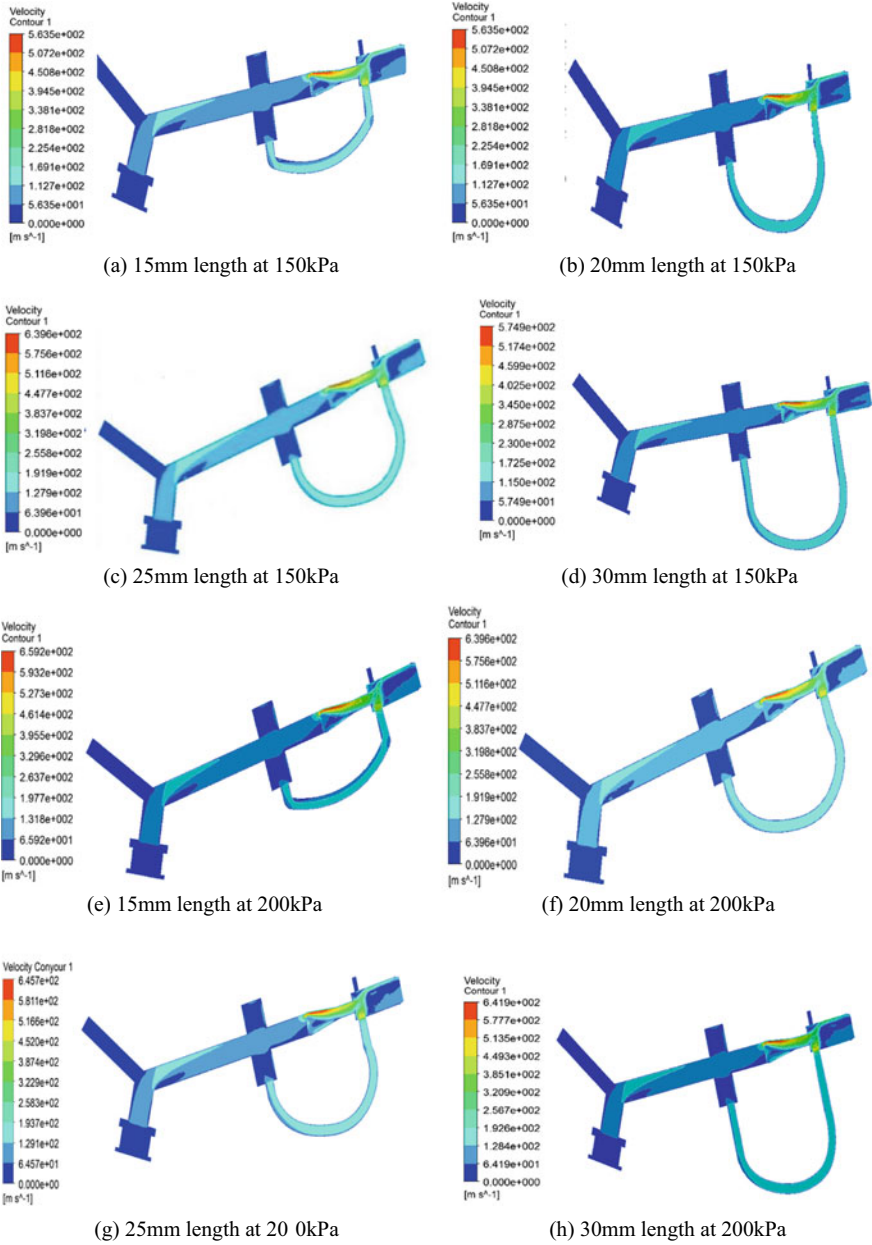 Velocity
Contour 1
5.635e+002
5.072e+002
4.508e+002
3.945e+002
3.381e+002
2.818e+002
2.254e+002
1.691e+002
1.127e+002
5.635e+001
0.000e+000
[m s^-1]
(a) 15mm length at 150kPa
Velocity
Contour 1
5.635e+002
5.072e+002
4.508e+002
3.945e+002
3.381e+002
2.818e+002
2.254e+002
1.691e+002
1.127e+002
5.635e+001
0.000e+000
[m s^-1]
(b) 20mm length at 150kPa
Velocity
Contour 1
6.396e+002
5.756e+002
5.116e+002
4.477e+002
3.837e+002
3.198e+002
2.558e+002
1.919e+002
1.279e+002
6.396e+001
0.000e+000
[m s^-1]
(c) 25mm length at 150kPa
Velocity
Contour 1
5.749e+002
5.174e+002
4.599e+002
4.025e+002
3.450e+002
2.875e+002
2.300e+002
1.725e+002
1.150e+002
5.749e+001
0.000e+000
[m s^-1]
(d) 30mm length at 150kPa
Velocity
Contour 1
6.592e+002
5.932e+002
5.273e+002
4.614e+002
3.955e+002
3.296e+002
2.637e+002
1.977e+002
1.318e+002
6.592e+001
0.000e+000
[m s^-1]
(e) 15mm length at 200kPa
Velocity
Contour 1
6.396e+002
5.756e+002
5.116e+002
4.477e+002
3.837e+002
3.198e+002
2.558e+002
1.919e+002
1.279e+002
6.396e+001
0.000e+000
[m s^-1]
(f) 20mm length at 200kPa
Velocity Conyour 1
6.457e+02
5.811e+02
5.166e+02
4.520e+02
3.874e+02
3.229e+02
2.583e+02
1.937e+02
1.291e+02
6.457e+01
0.000e+00
[m s^-1]
(g) 25mm length at 20 0kPa
Velocity
Contour 1
6.419e+002
5.777e+002
5.135e+002
4.493e+002
3.851e+002
3.209e+002
2.567e+002
1.926e+002
1.284e+002
6.419e+001
0.000e+000
[m s^-1]
(h) 30mm length at 200kPa